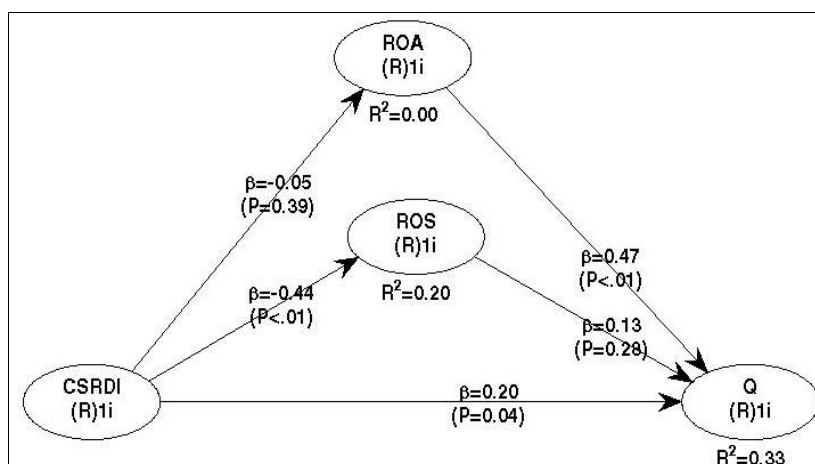 ROA
(R)1i
R²=0.00
β=-0.05
(P=0.39)
ROS
(R)1i
R²=0.20
β=-0.44
(P<.01)
β=0.47
(P<.01)
β=0.13
(P=0.28)
CSRDI
(R)1i
β=0.20
(P=0.04)
Q
(R)1i
R²=0.33